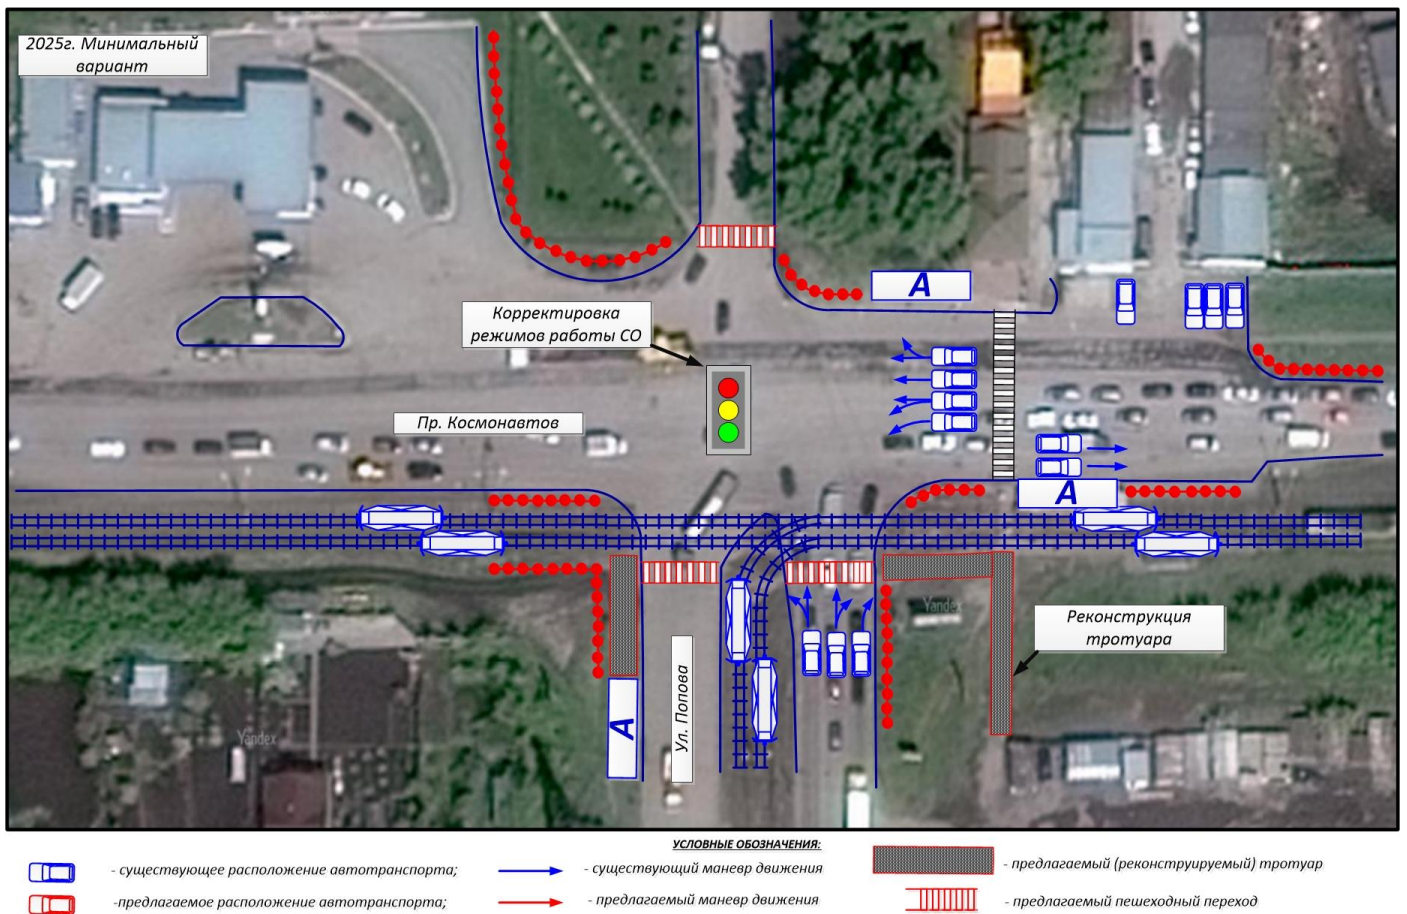 2025г. Минимальный
вариант
А
Корректировка
режимов работы СО
Пр. Космонавтов
А
Yandex
Реконструкция
тротуара
Ул. Попова
А
Yandex
УСЛОВНЫЕ ОБОЗНАЧЕНИЯ:
- существующее расположение автотранспорта;
- существующий маневр движения
- предлагаемый (реконструируемый) тротуар
-предлагаемое расположение автотранспорта;
- предлагаемый маневр движения
- предлагаемый пешеходный переход